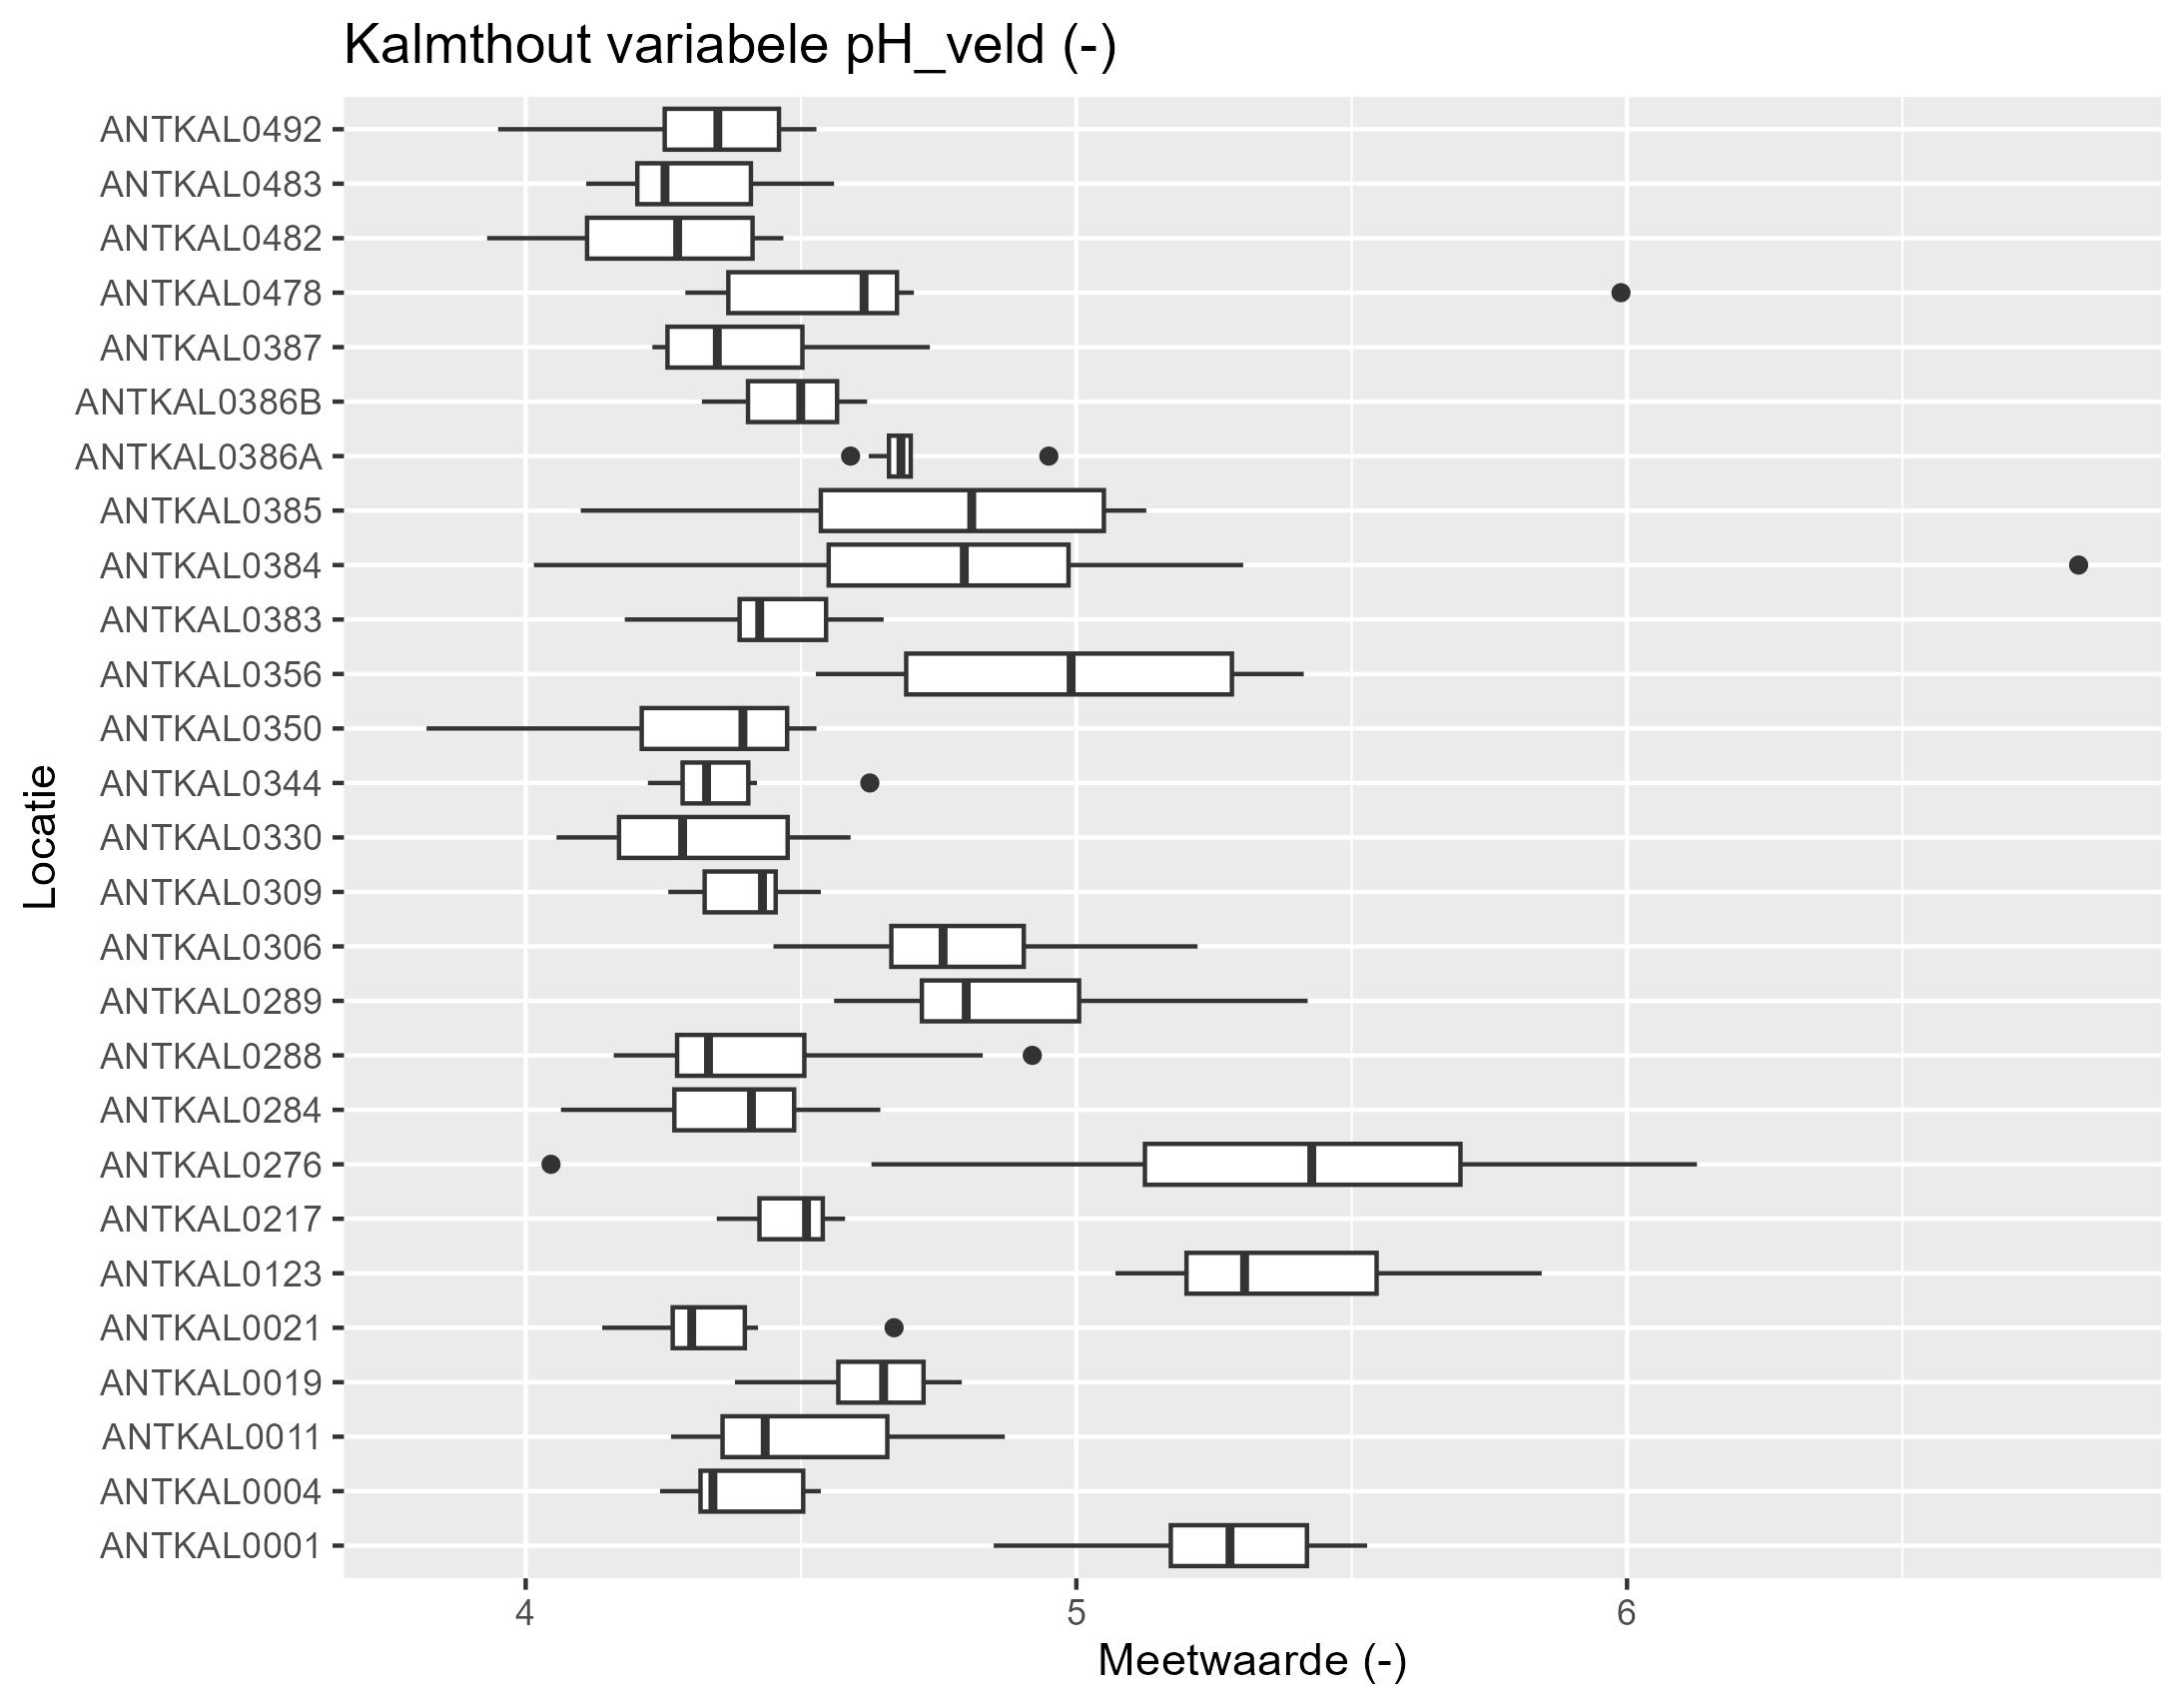 Kalmthout variabele pH_veld (-)
ANTKAL0492
ANTKAL0483
ANTKAL0482
ANTKAL0478
ANTKAL0387
ANTKAL0386B
ANTKAL0386A
ANTKAL0385
ANTKAL0384
ANTKAL0383
ANTKAL0356
ANTKAL0350
ANTKAL0344
ANTKAL0330
ANTKAL0309
ANTKAL0306
ANTKAL0289
ANTKAL0288
ANTKAL0284
ANTKAL0276
ANTKAL0217
ANTKAL0123
ANTKAL0021
ANTKAL0019
ANTKAL0011
ANTKAL0004
ANTKAL0001
Locatie
4 5 6
Meetwaarde (-)